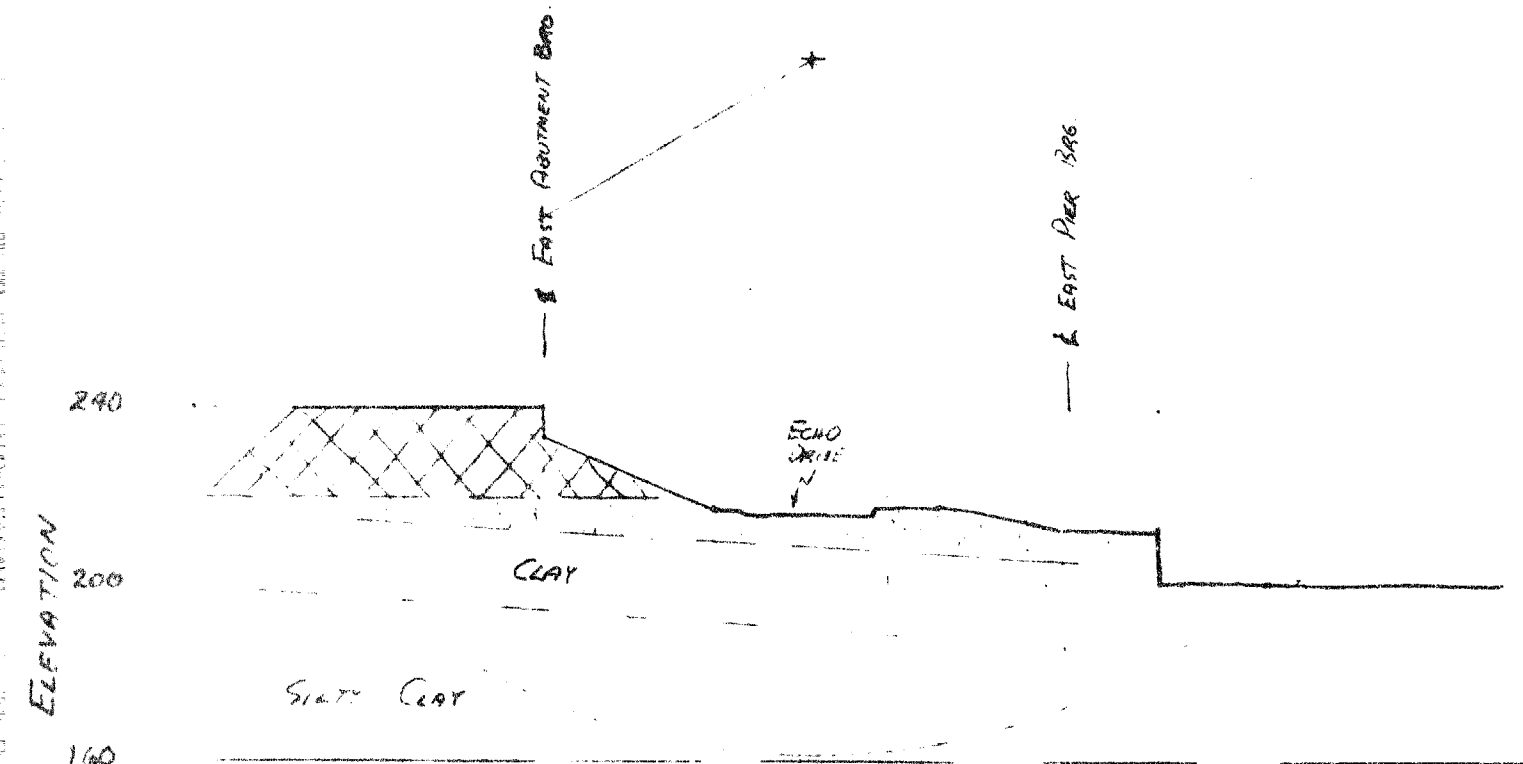 ℄ EAST ABUTMENT BRG.
℄ EAST PIER BRG.
240
ECHO
DRIVE
ELEVATION
200
CLAY
SILTY CLAY
160